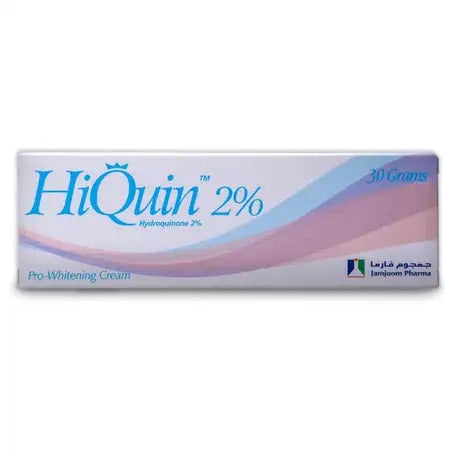 HiQuin™ 2%
Hydroquinone 2%
30 Grams
Pro-Whitening Cream
جمجوم فارما
Jamjoom Pharma